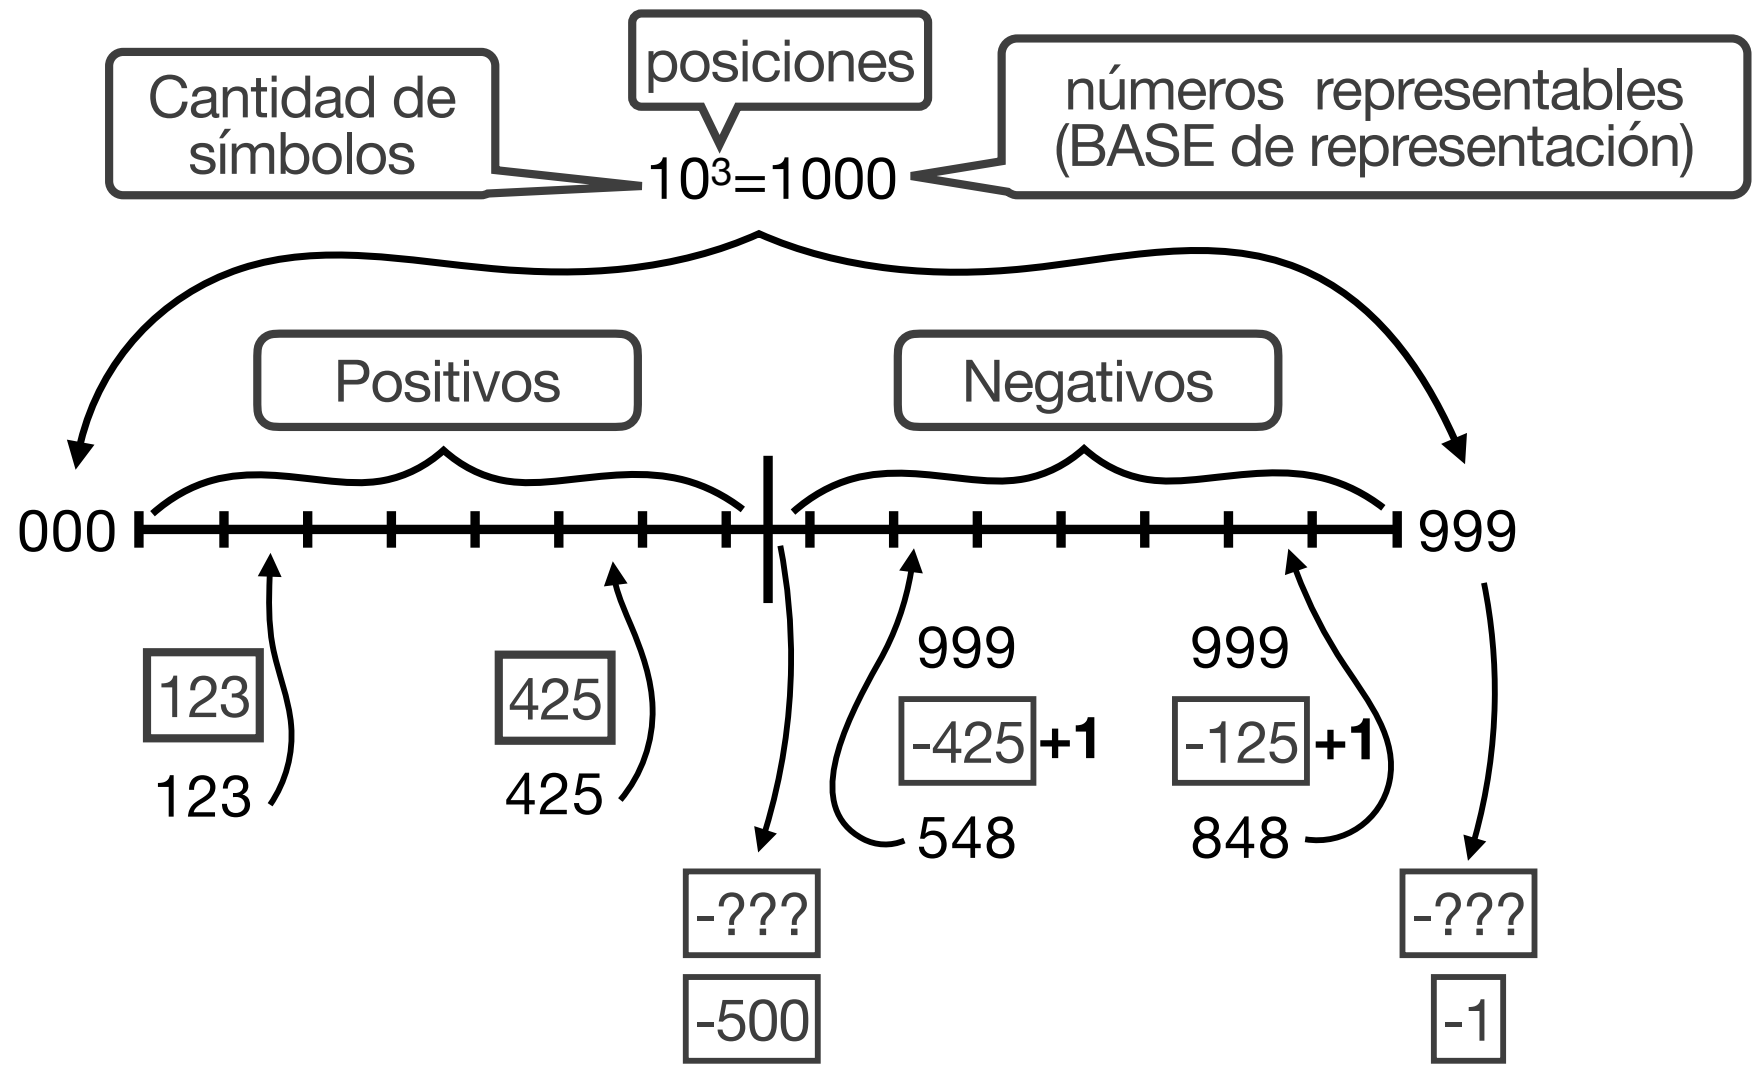 posiciones
Cantidad de
símbolos
números representables
(BASE de representación)
10³=1000
Positivos
Negativos
000
999
123
123
425
425
999
-425 +1
548
999
-125 +1
848
-???
-500
-???
-1